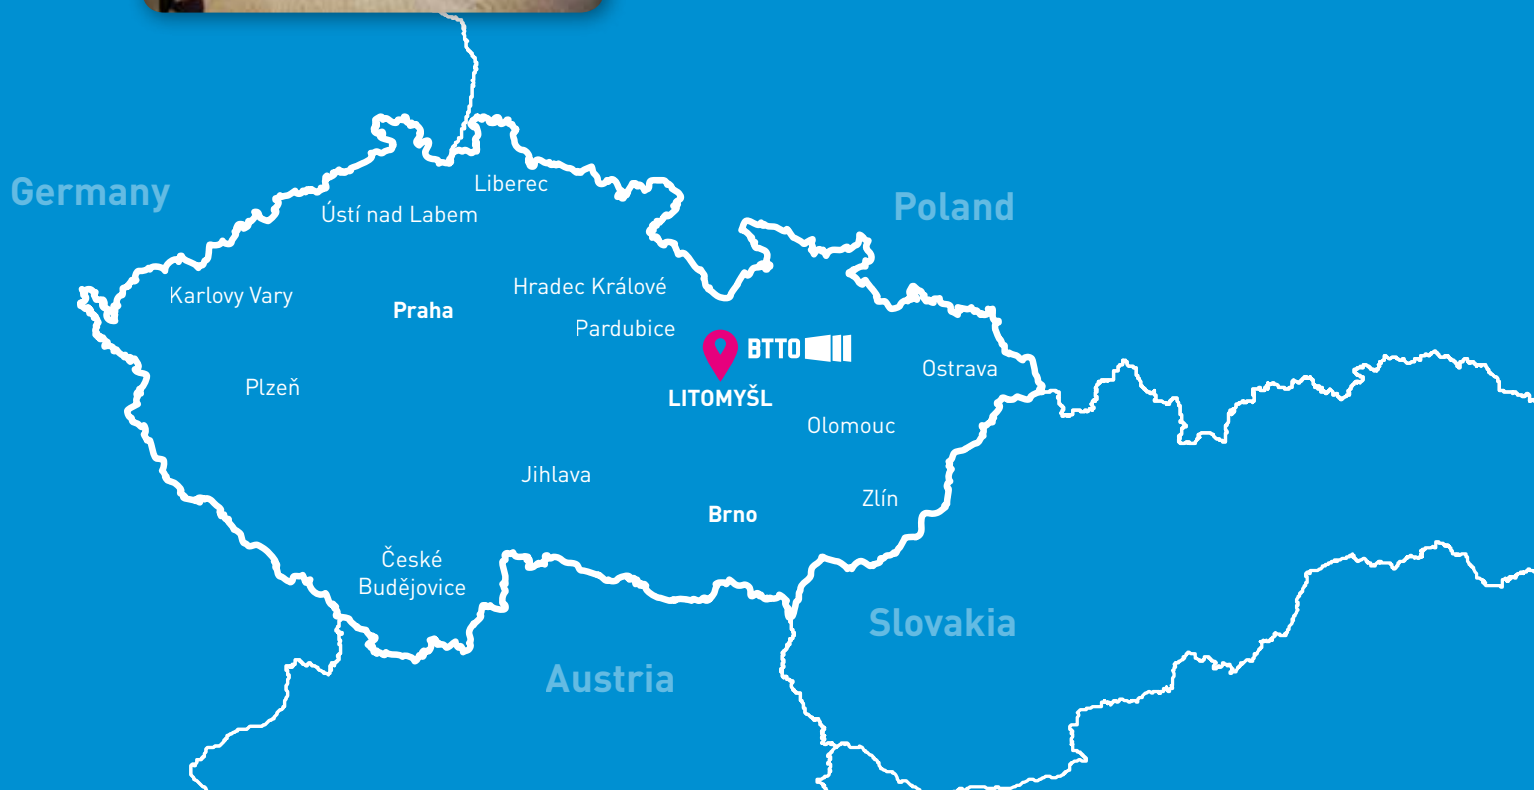 Germany
Liberec
Poland
Ústí nad Labem
Karlovy Vary
Hradec Králové
Praha
Pardubice
BTTO
Ostrava
Plzeň
LITOMYŠL
Olomouc
Jihlava
Zlín
Brno
České
Budějovice
Slovakia
Austria